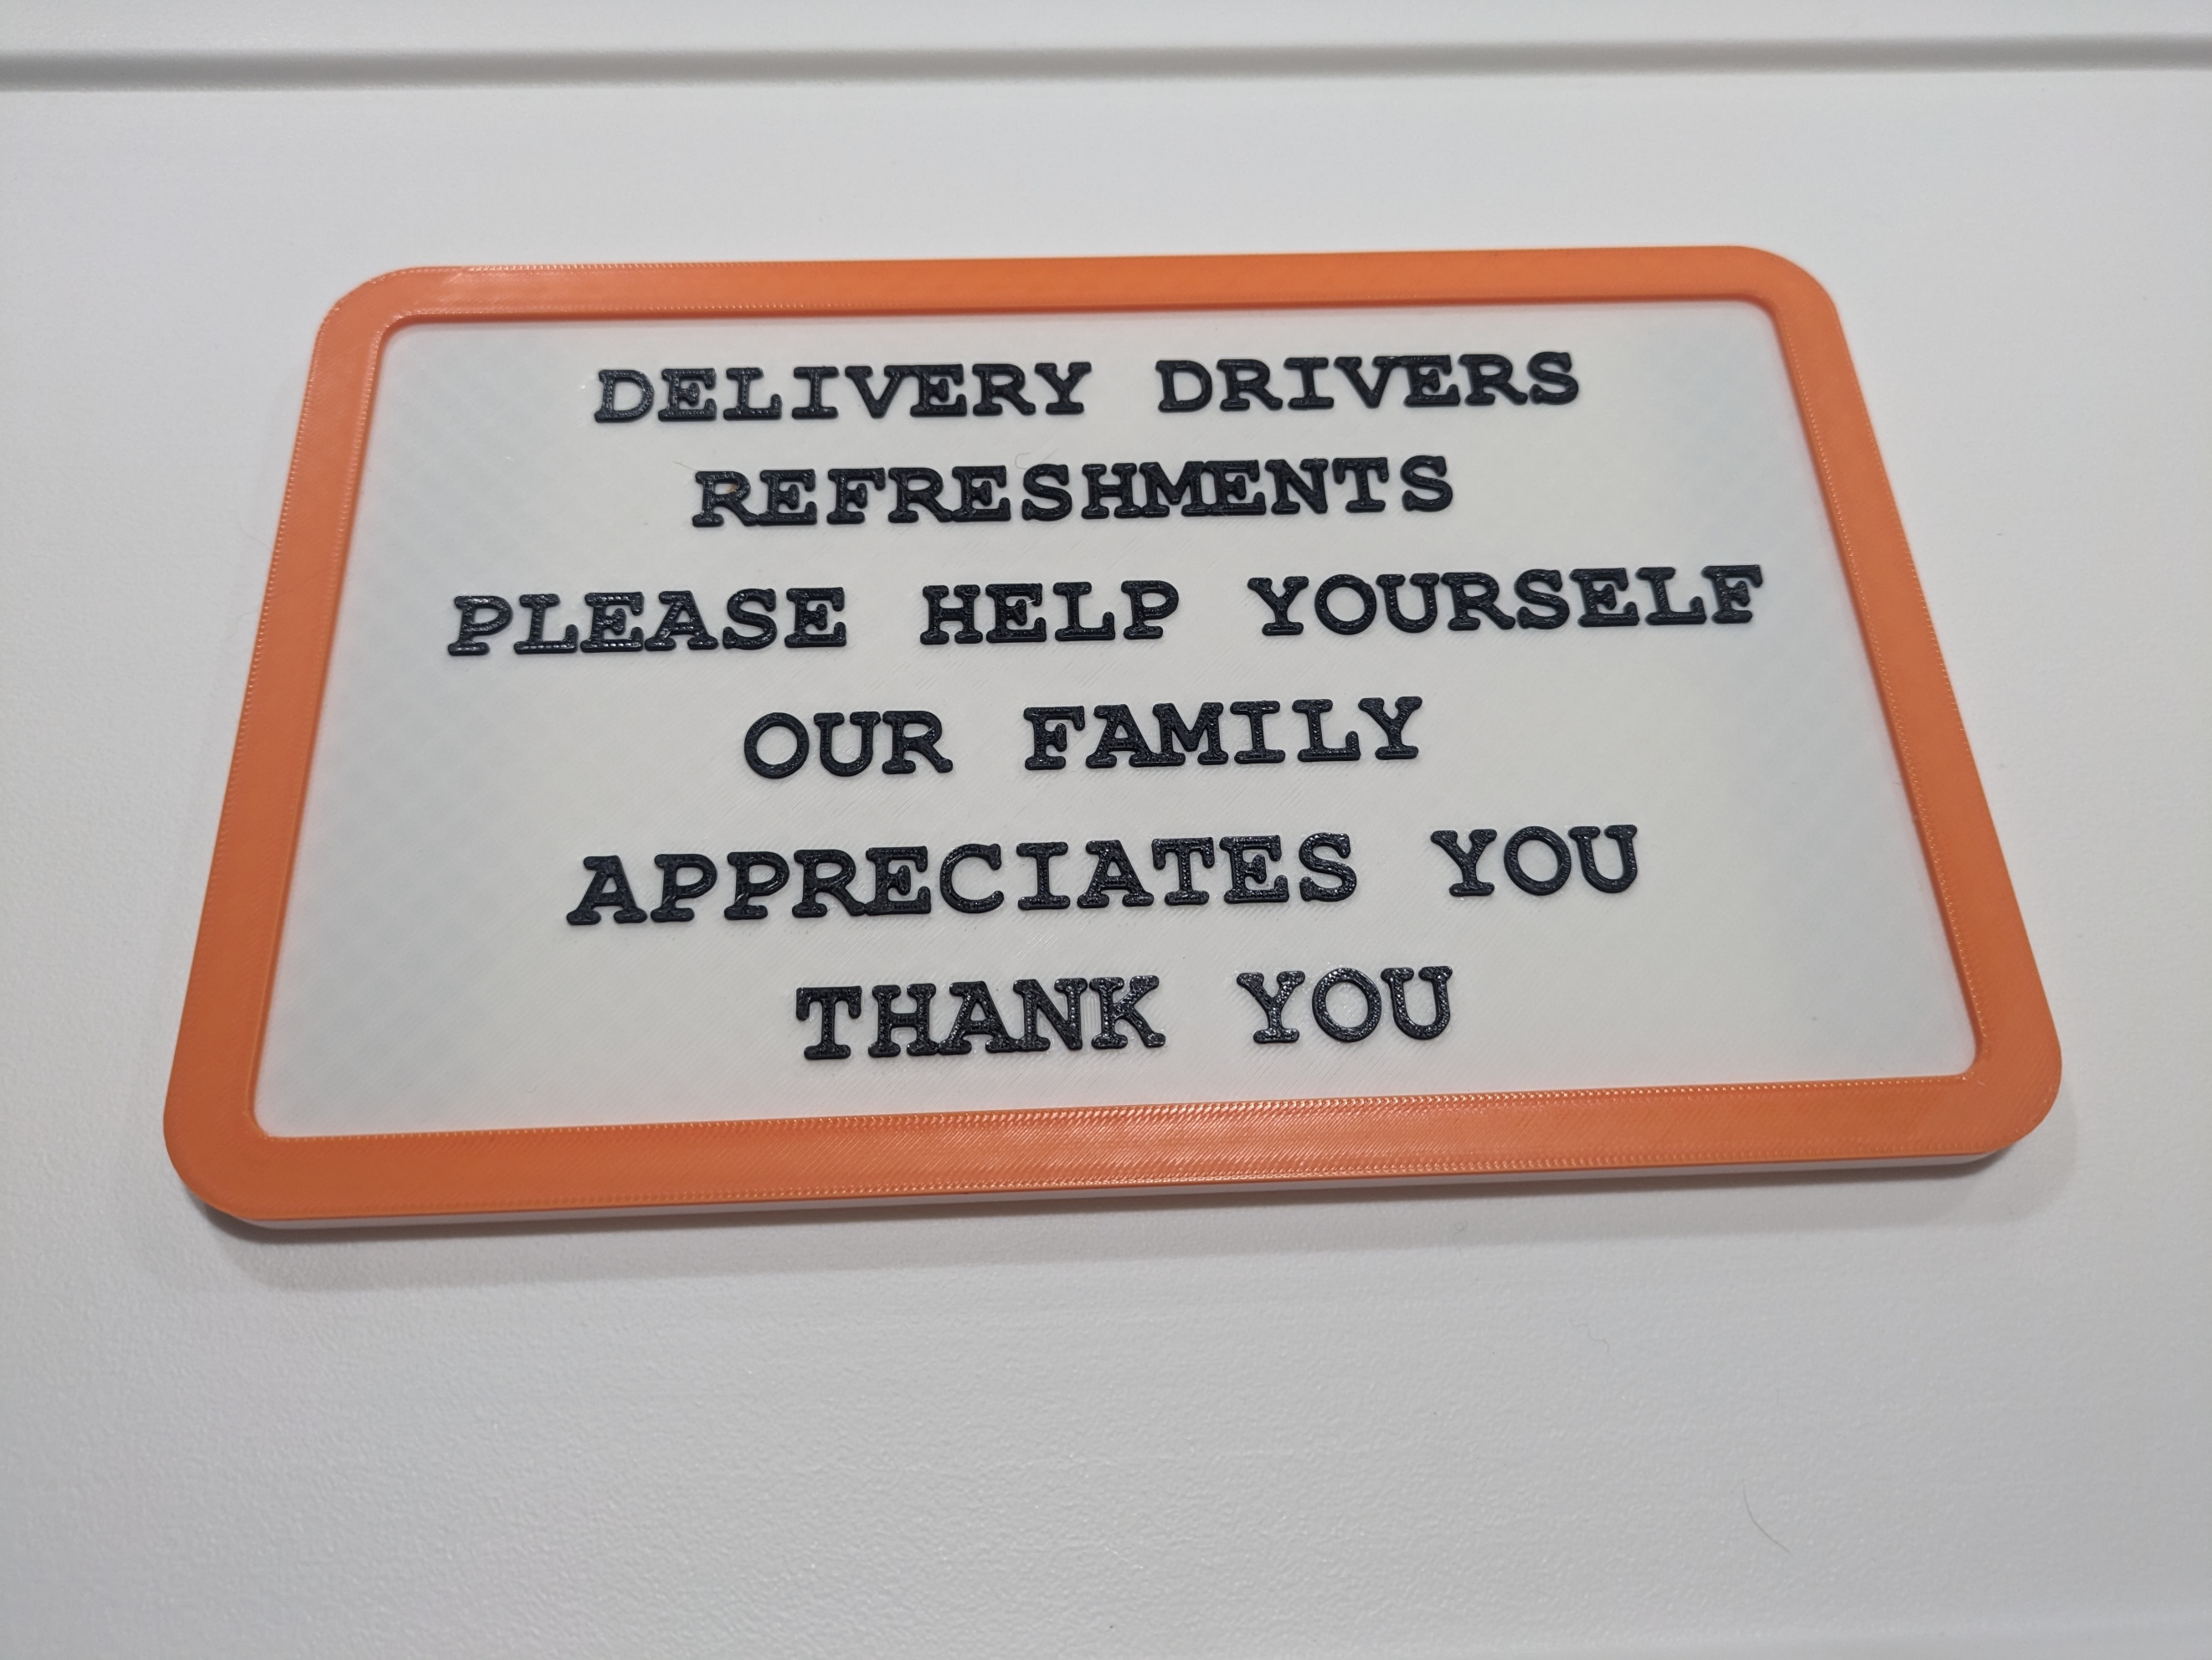 DELIVERY DRIVERS
REFRESHMENTS
PLEASE HELP YOURSELF
OUR FAMILY
APPRECIATES YOU
THANK YOU